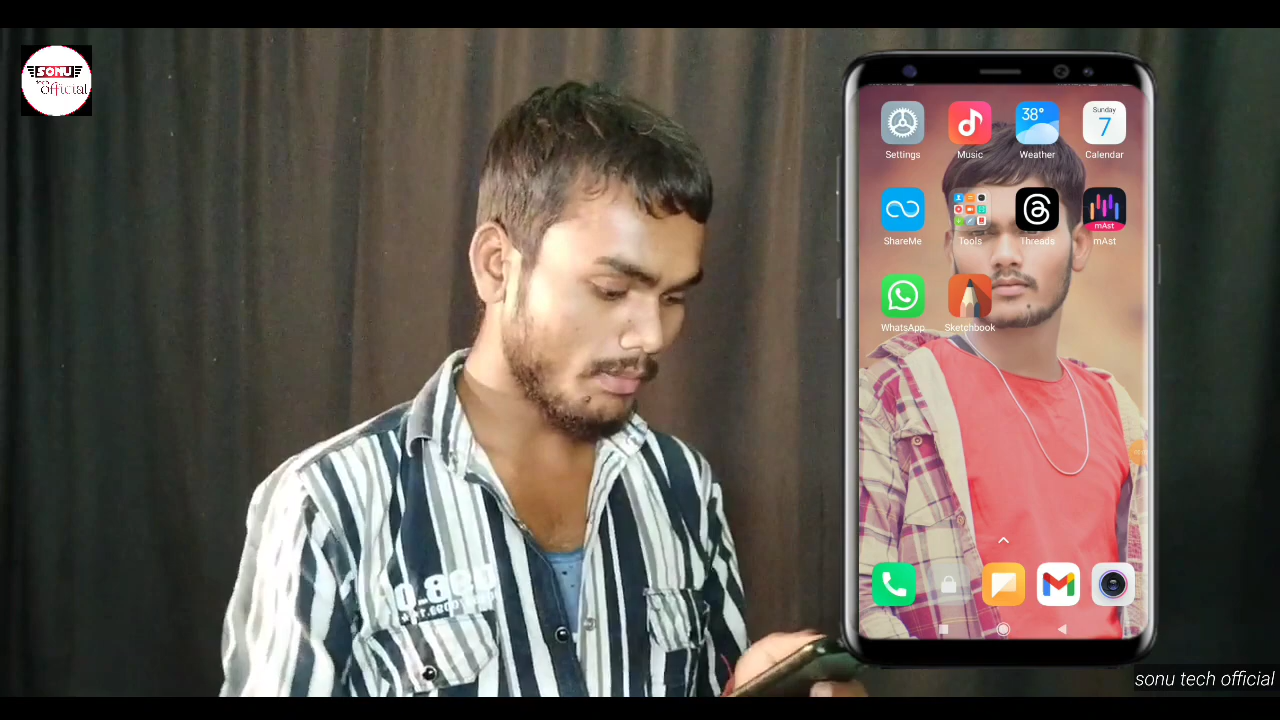 SONU
official
38°
Sunday
7
Settings
Music
Weather
Calendar
ShareMe
Tools
Threads
mAst
mAst
WhatsApp
Sketchbook
sonu tech official